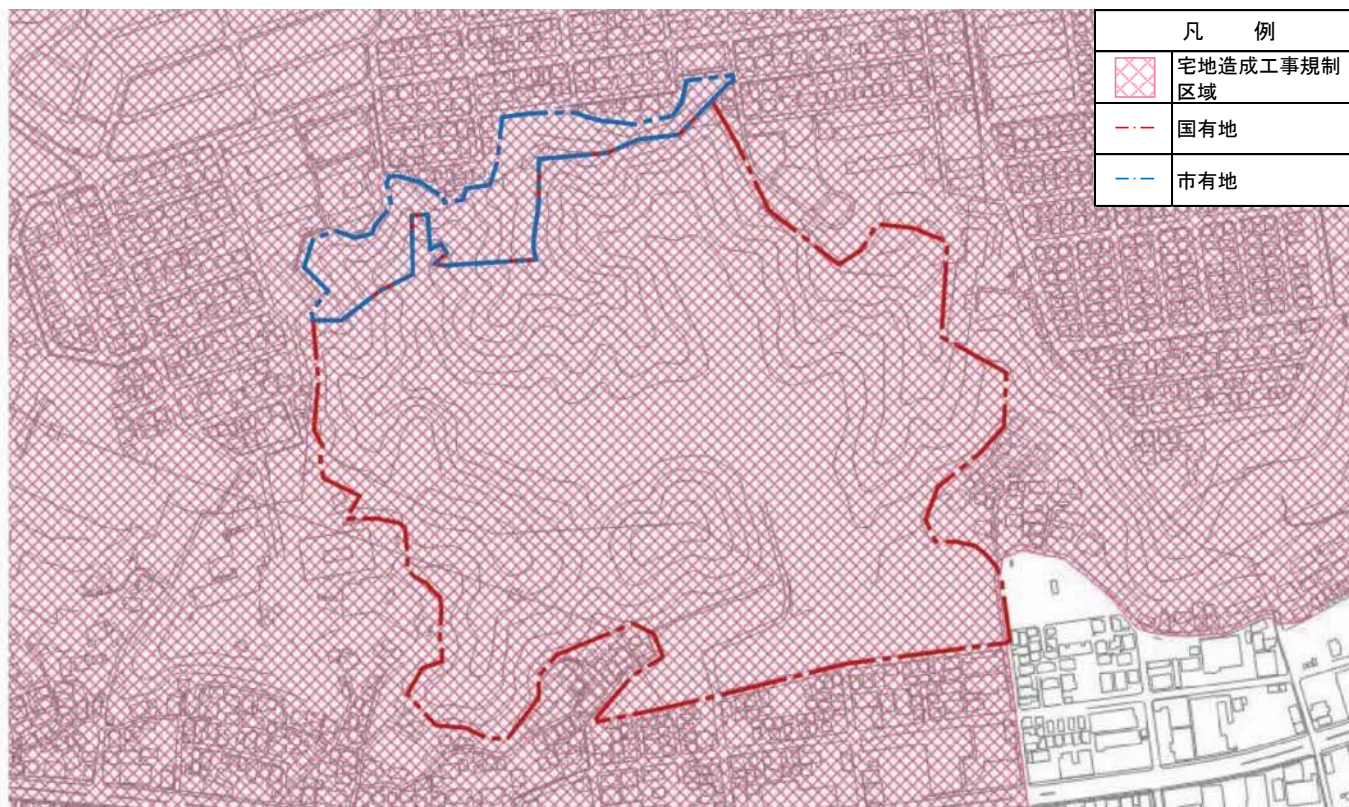 凡　例
宅地造成工事規制
区域
国有地
市有地